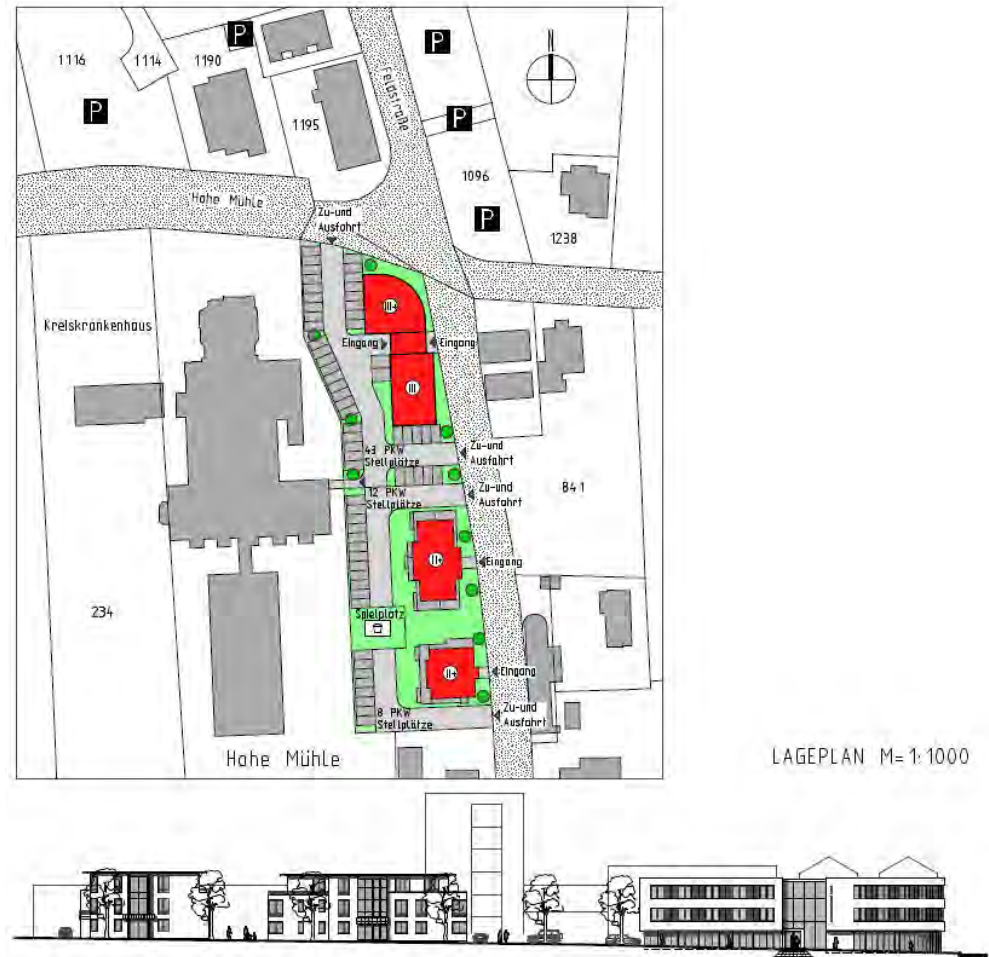 P
P
1116
1114
1190
P
1195
Feldstraße
N
P
1096
P
1238
Hohe Mühle
Zu-und
Ausfahrt
Kreiskrankenhaus
III+
Eingang
Eingang
III
43 PKW
Stellplätze
Zu-und
Ausfahrt
12 PKW
Stellplätze
Zu-und
Ausfahrt
841
II+
Eingang
234
Spielplatz
II+
Eingang
8 PKW
Stellplätze
Zu-und
Ausfahrt
Hohe Mühle
LAGEPLAN M= 1:1000